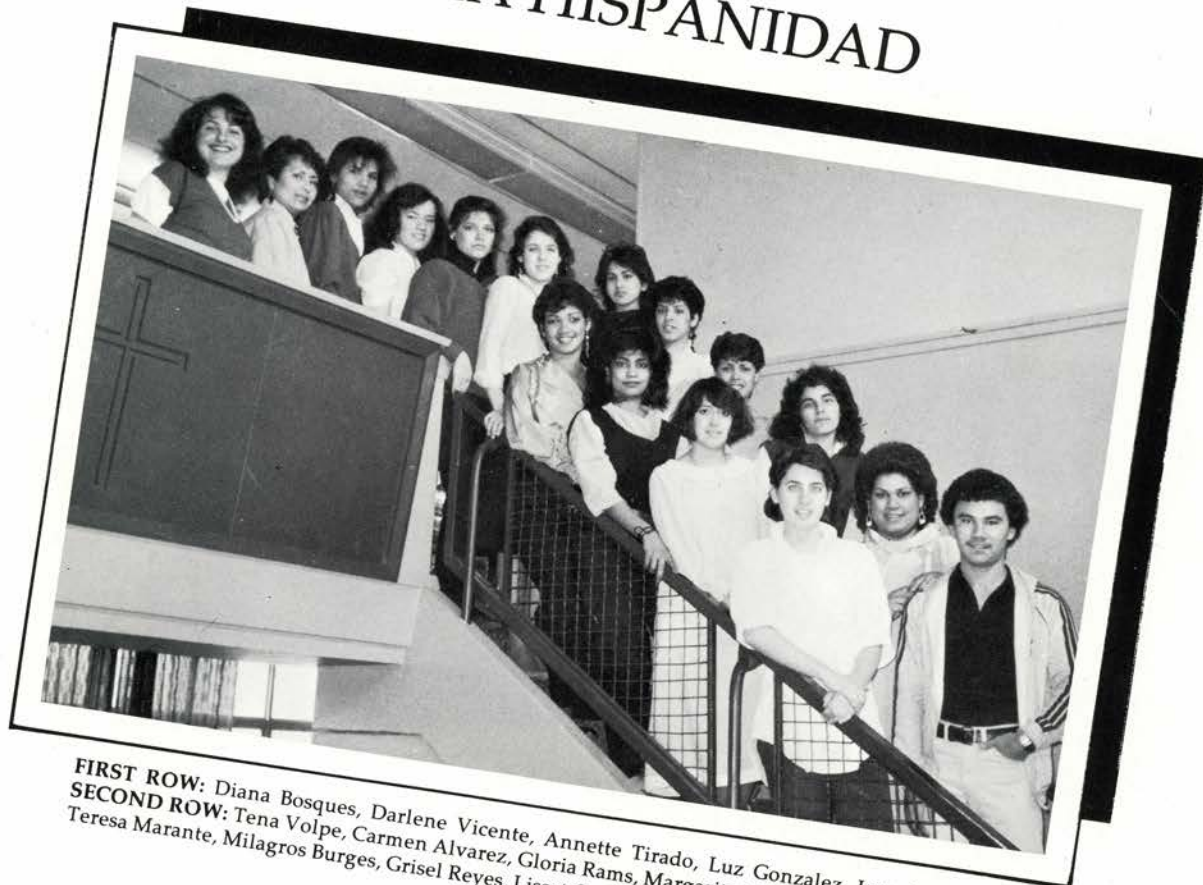 HISPANIDAD
FIRST ROW: Diana Bosques, Darlene Vicente, Annette Tirado, Luz Gonzalez,
SECOND ROW: Tena Volpe, Carmen Alvarez, Gloria Rams,
Teresa Marante, Milagros Burges, Grisel Reyes,